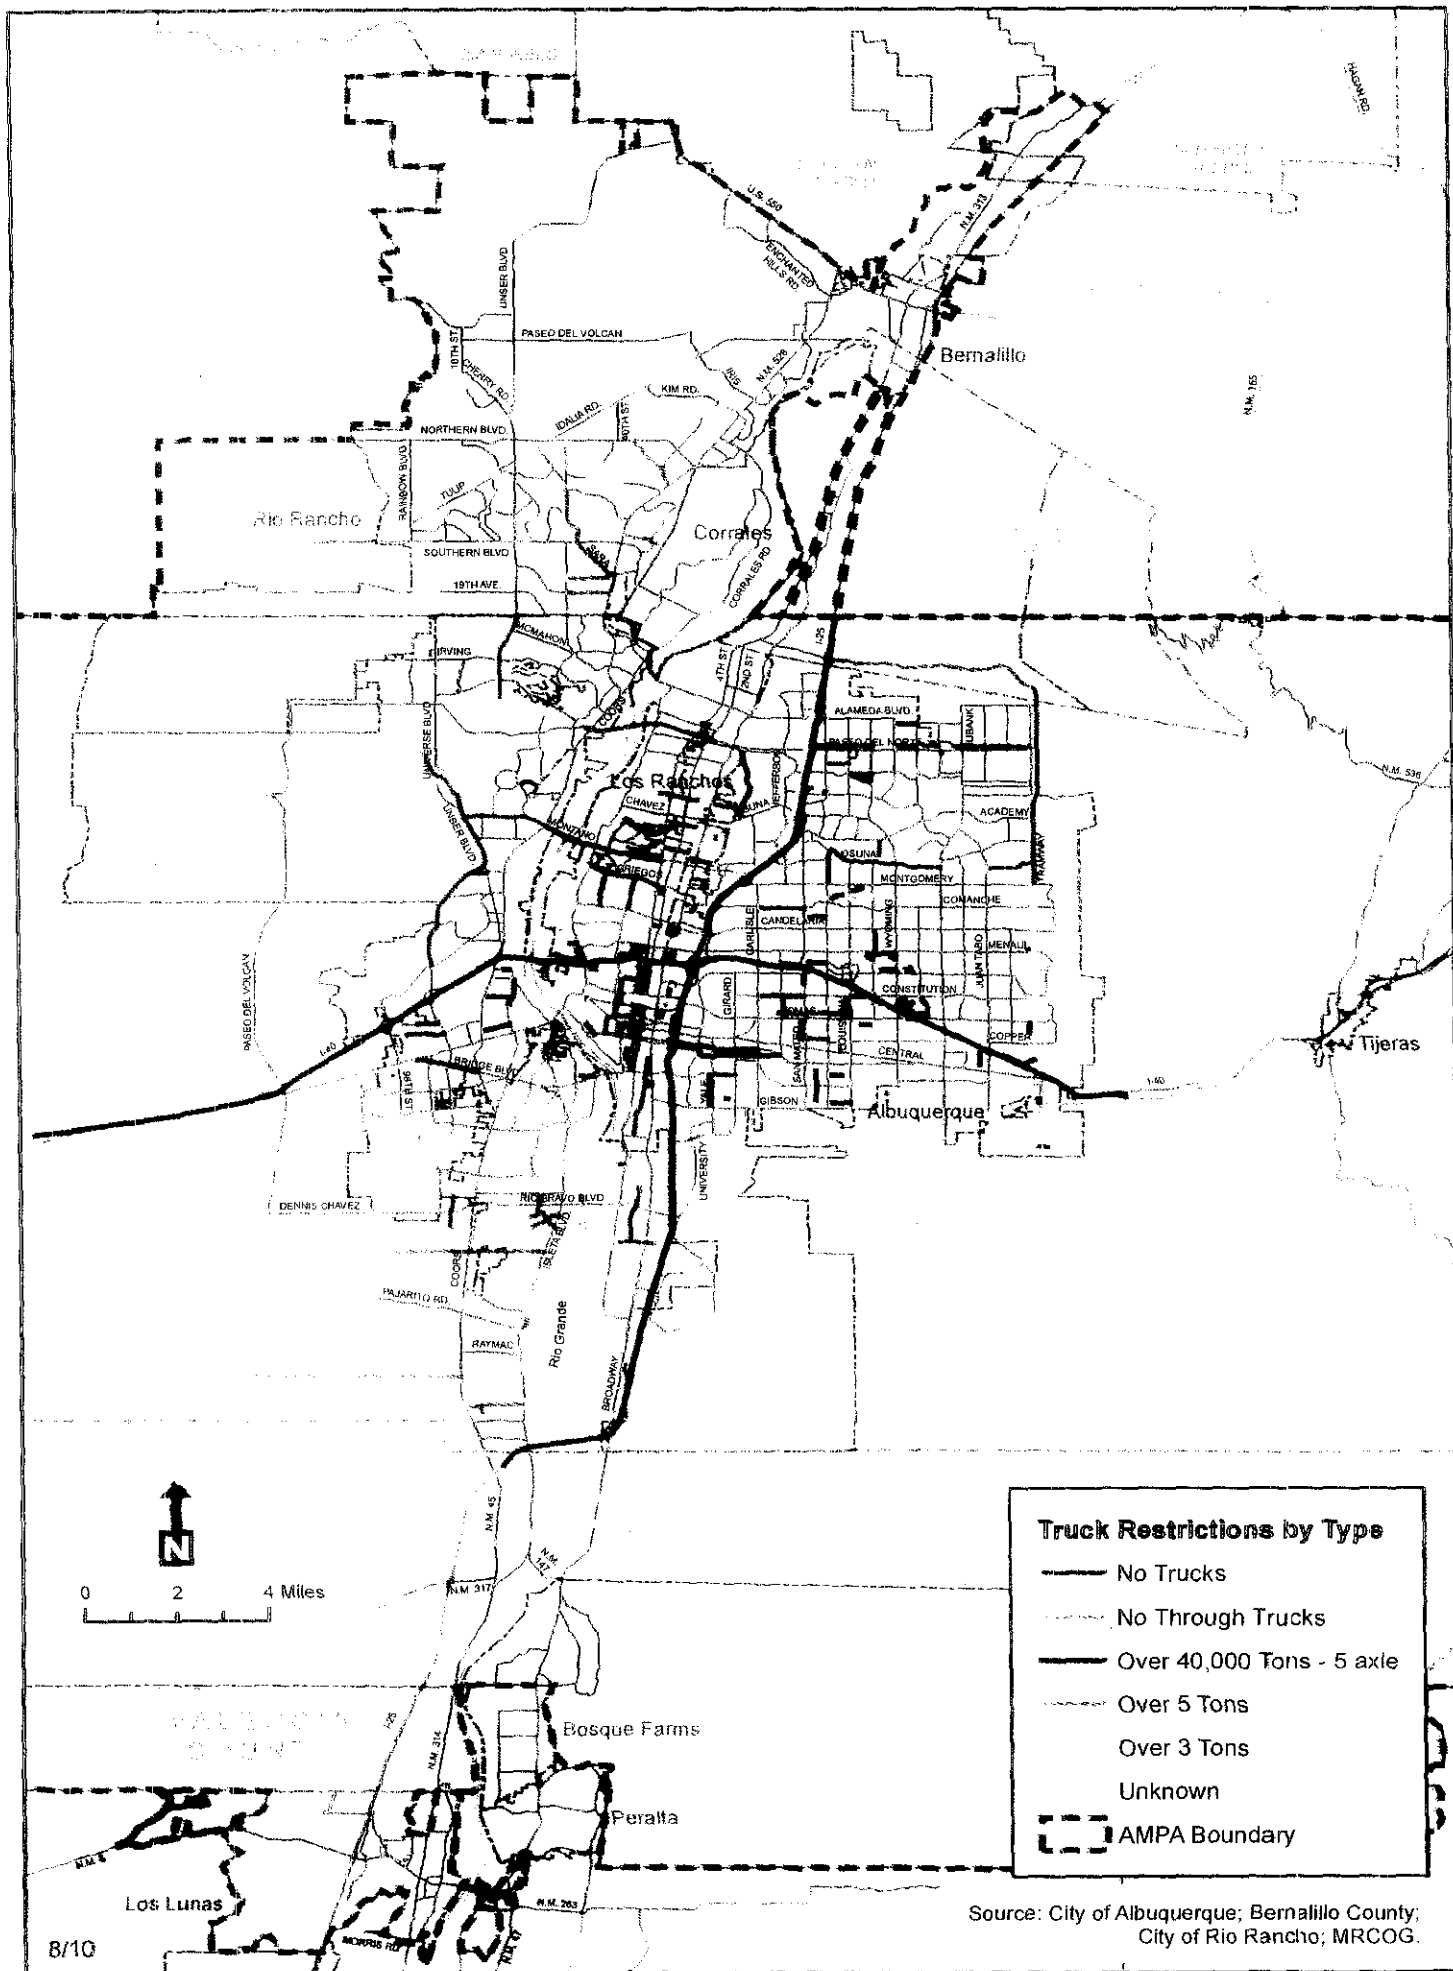 HAGAN RD.
U.S. 550
N.M. 313
ENCHANTED
HILLS RD.
UNSER BLVD
PASEO DEL VOLCAN
10TH ST
CHERRY RD.
IRIS
N.M. 528
Bernalillo
KIM RD.
IDALIA RD.
40TH ST
N.M. 165
NORTHERN BLVD.
RAINBOW BLVD
TULIP
Rio Rancho
Corrales
SARA
SOUTHERN BLVD
CORRALES RD
19TH AVE.
MCMAHON
IRVING
I-25
4TH ST
2ND ST
COORS
ALAMEDA BLVD.
EUBANK
UNIVERSE BLVD
PASEO DEL NORTE
N.M. 536
Los Ranchos
JEFFERSON
CHAVEZ
OSUNA
ACADEMY
UNSER BLVD
MONTANO
TRAMWAY
OSUNA
GRIEGOS
MONTGOMERY
COMANCHE
CANDELARIA
CARLISLE
WYOMING
MENAUL
JUAN TABO
PASEO DEL VOLCAN
GIRARD
CONSTITUTION
LOMAS
LOUISIANA
SAN MATEO
COPPER
CENTRAL
Tijeras
I-40
BRIDGE BLVD
98TH ST
YALE
GIBSON
I-40
Albuquerque
UNIVERSITY
DENNIS CHAVEZ
RIO BRAVO BLVD
ISLETA BLVD
COORS
PAJARITO RD.
RAYMAC
Rio Grande
BROADWAY
N
0 2 4 Miles
N.M. 45
N.M.
147
N.M. 317
I-25
N.M. 314
Bosque Farms
Peralta
N.M. 6
Los Lunas
N.M. 263
MORRIS RD
N.M. 47
8/10
Truck Restrictions by Type
No Trucks
No Through Trucks
Over 40,000 Tons - 5 axle
Over 5 Tons
Over 3 Tons
Unknown
AMPA Boundary
Source: City of Albuquerque; Bernalillo County;
City of Rio Rancho; MRCOG.